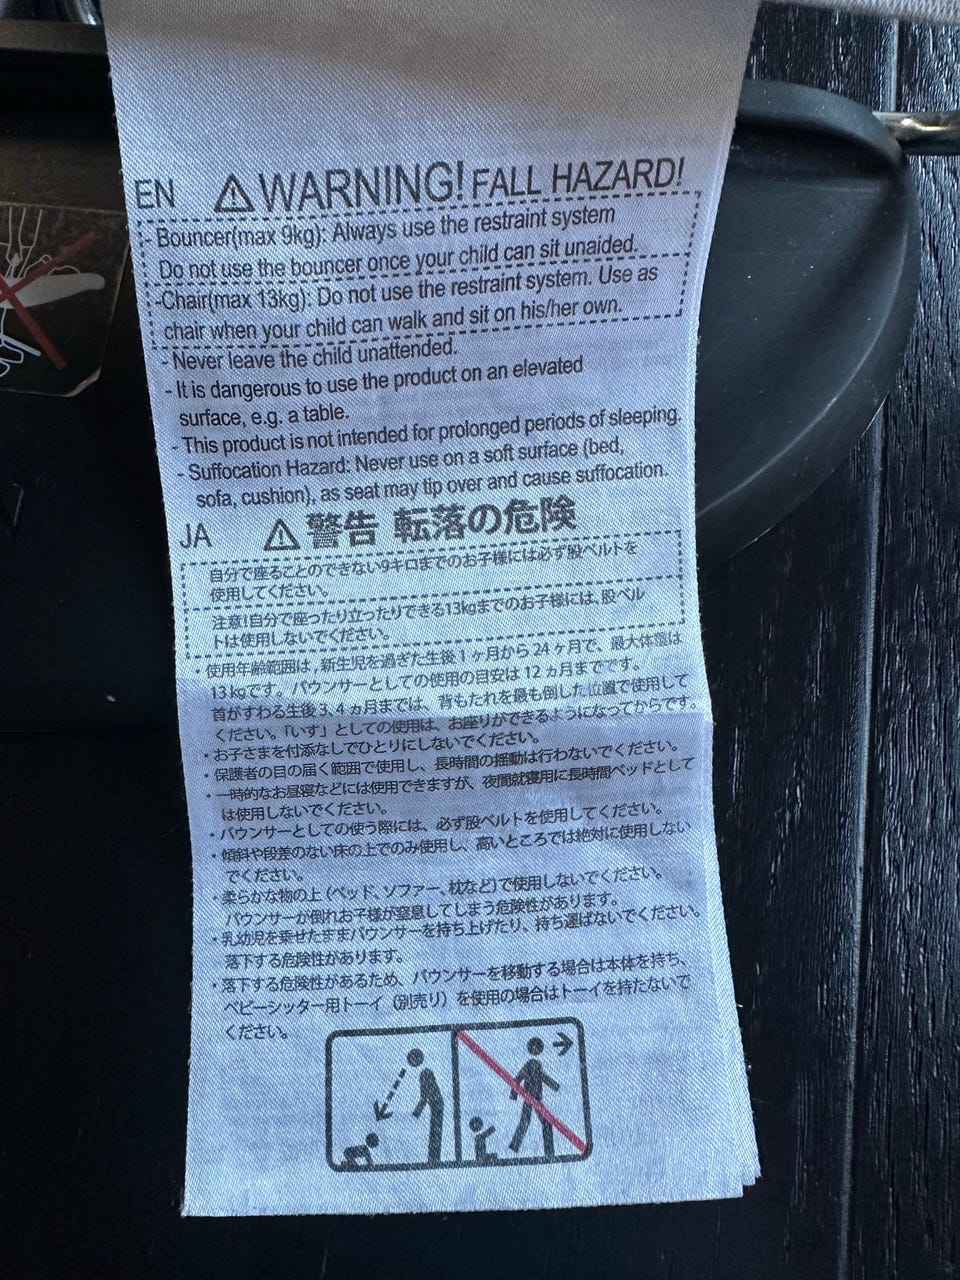 EN ⚠WARNING! FALL HAZARD!
- Bouncer(max 9kg): Always use the restraint system
Do not use the bouncer once your child can sit unaided.
-Chair(max 13kg): Do not use the restraint system. Use as
chair when your child can walk and sit on his/her own.
- Never leave the child unattended.
- It is dangerous to use the product on an elevated
surface, e.g. a table.
- This product is not intended for prolonged periods of sleeping.
- Suffocation Hazard: Never use on a soft surface (bed,
sofa, cushion), as seat may tip over and cause suffocation.
JA ⚠警告 転落の危険
自分で座ることのできない9キロまでのお子様には必ず股ベルトを
使用してください。
注意!自分で座ったり立ったりできる13kgまでのお子様には、股ベル
トは使用しないでください。
・使用年齢範囲は、新生児を過ぎた生後1ヶ月から24ヶ月で、最大体重は
13kgです。バウンサーとしての使用の目安は12ヵ月までです。
首がすわる生後3、4ヵ月までは、背もたれを最も倒した位置で使用して
ください。「いす」としての使用は、お座りができるようになってからです。
・お子さまを付添なしでひとりにしないでください。
・保護者の目の届く範囲で使用し、長時間の揺動は行わないでください。
・一時的なお昼寝などには使用できますが、夜間就寝用に長時間ベッドとして
は使用しないでください。
・バウンサーとしての使う際には、必ず股ベルトを使用してください。
・傾斜や段差のない床の上でのみ使用し、高いところでは絶対に使用しない
でください。
・柔らかな物の上(ベッド、ソファー、枕など)で使用しないでください。
バウンサーが倒れお子様が窒息してしまう危険性があります。
・乳幼児を乗せたままバウンサーを持ち上げたり、持ち運ばないでください。
落下する危険性があります。
・落下する危険性があるため、バウンサーを移動する場合は本体を持ち、
ベビーシッター用トーイ(別売り)を使用の場合はトーイを持たないで
ください。